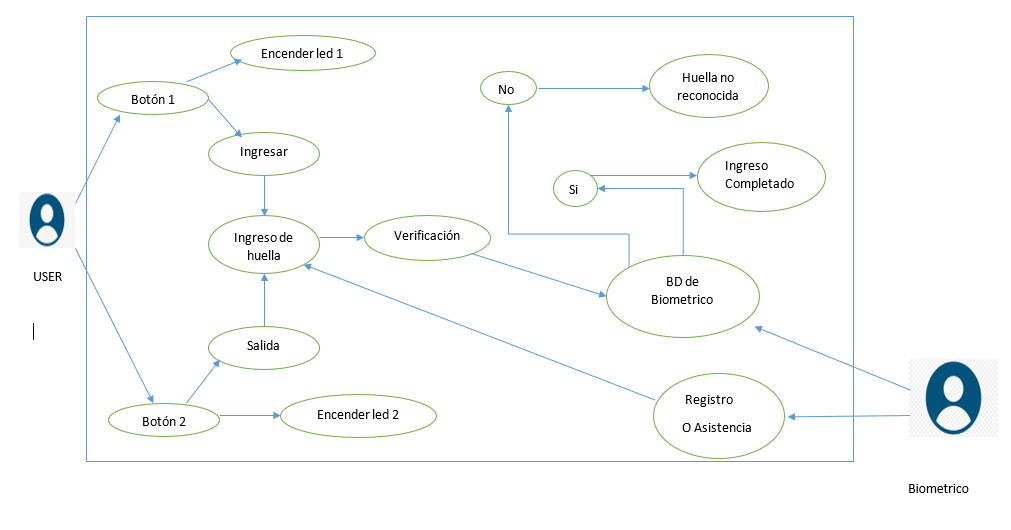 Encender led 1
Botón 1
Ingresar
USER
Ingreso de
huella
Verificación
Salida
Botón 2
Encender led 2
No
Huella no
reconocida
Si
Ingreso
Completado
BD de
Biometrico
Registro
O Asistencia
Biometrico